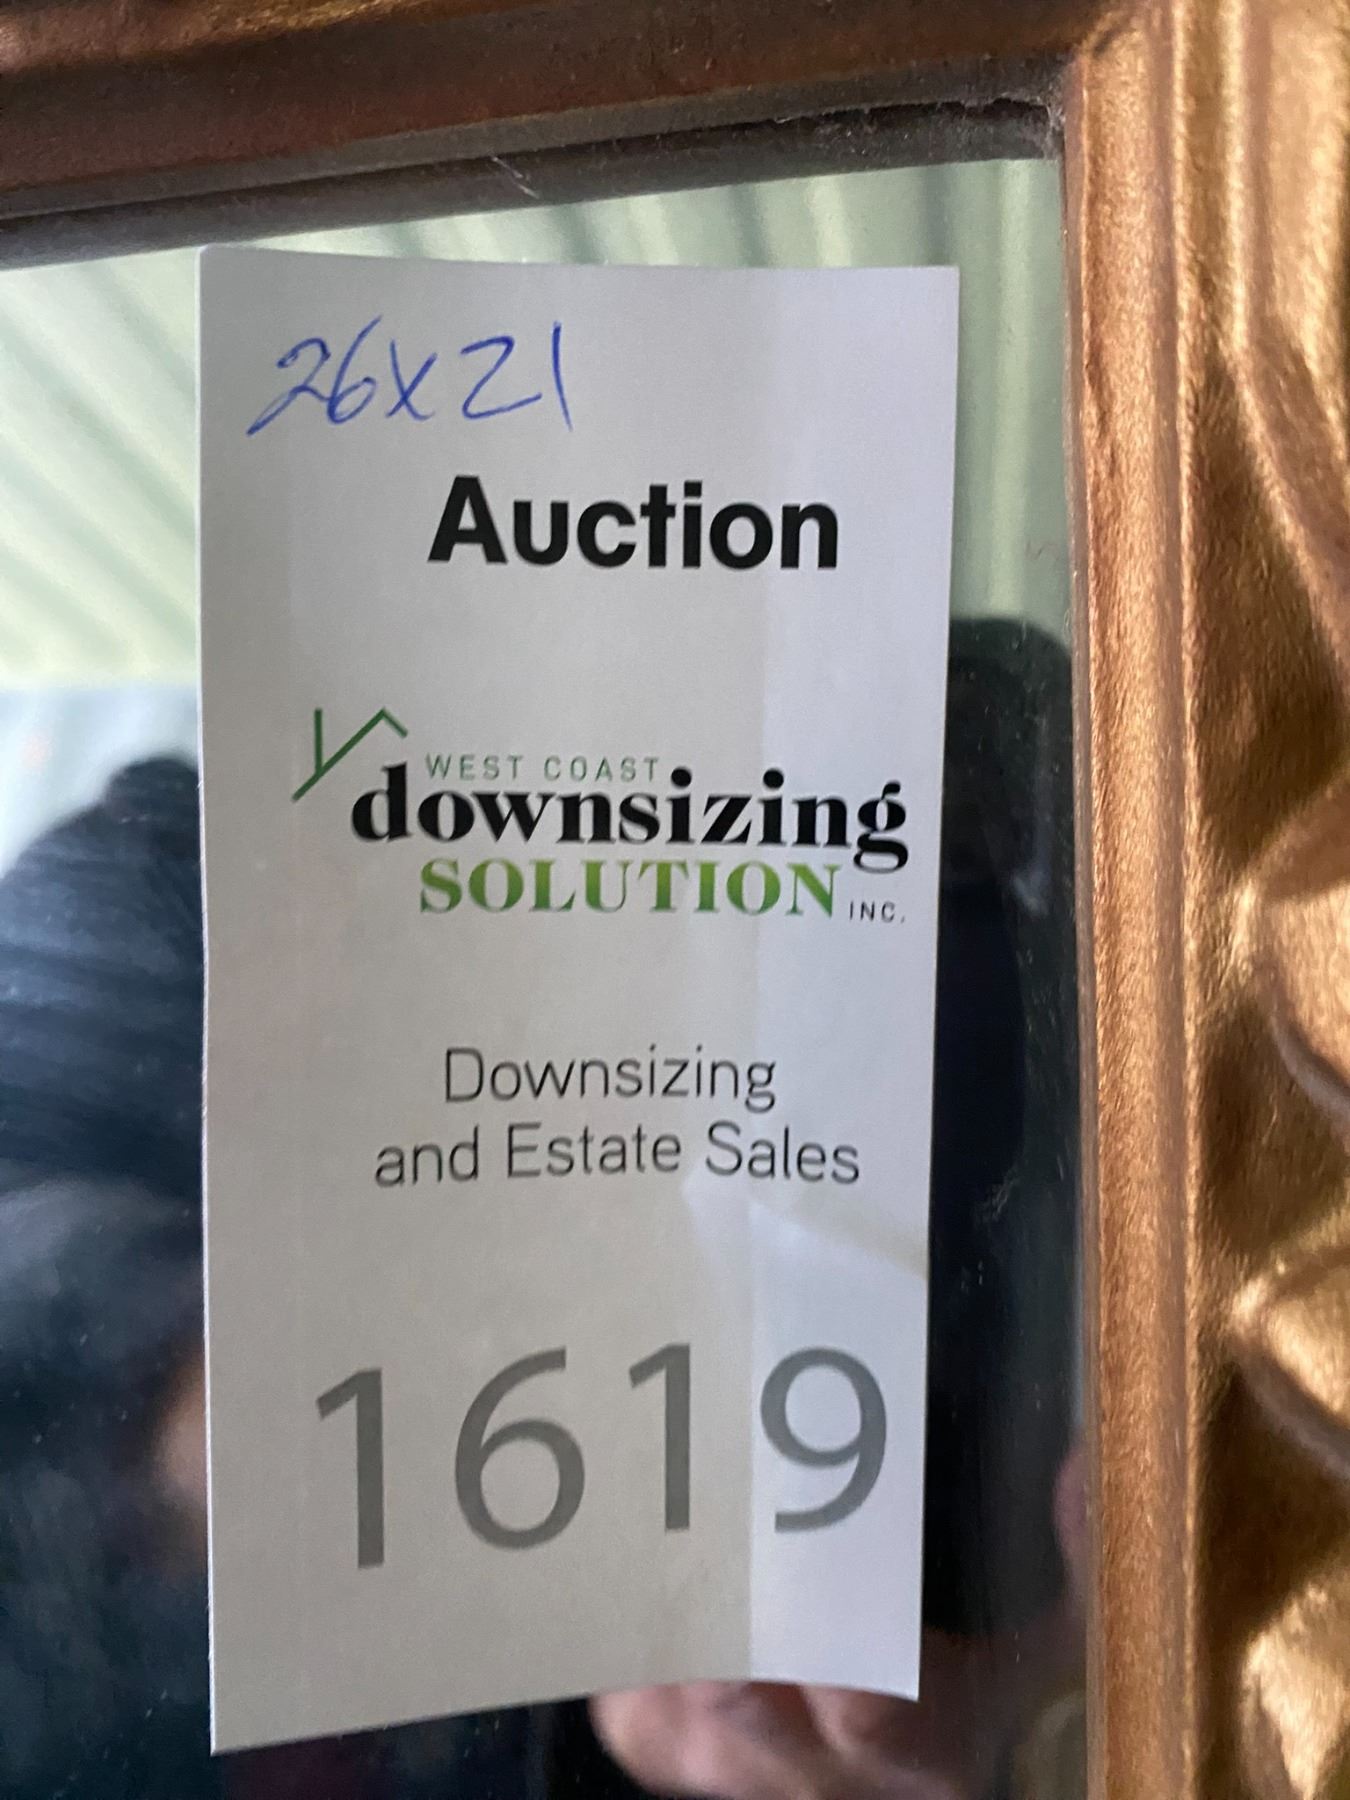 26x21
Auction
WEST COAST
downsizing
SOLUTION INC.
Downsizing
and Estate Sales
1619